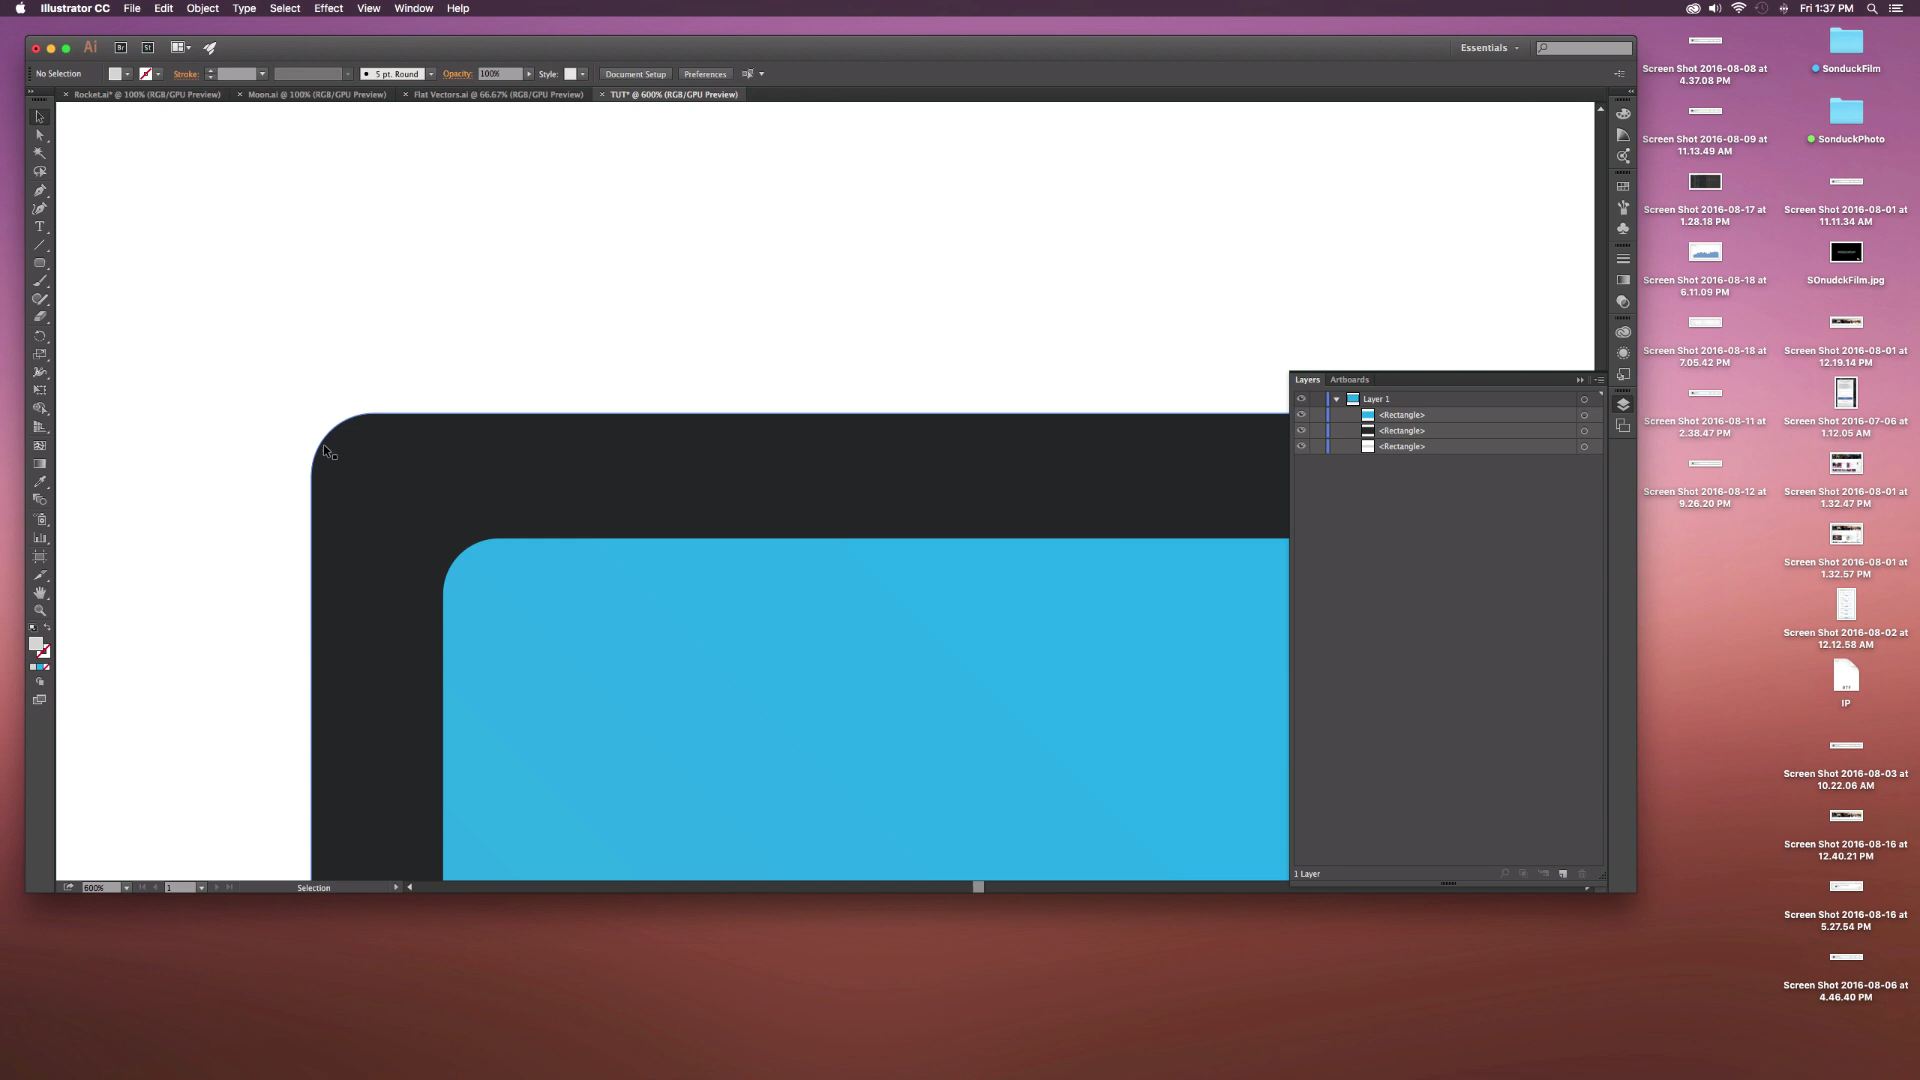 Illustrator CC File Edit Object Type Select Effect View Window Help
Fri 1:37 PM
Ai Br St
Essentials
No Selection Stroke: 5 pt. Round Opacity: 100% Style: Document Setup Preferences
Rocket.ai* @ 100% (RGB/GPU Preview) Moon.ai @ 100% (RGB/GPU Preview) Flat Vectors.ai @ 66.67% (RGB/GPU Preview) TUT* @ 600% (RGB/GPU Preview)
Layers Artboards
Layer 1
<Rectangle>
<Rectangle>
<Rectangle>
1 Layer
600% 1 Selection
Screen Shot 2016-08-08 at
4.37.08 PM
Screen Shot 2016-08-09 at
11.13.49 AM
Screen Shot 2016-08-17 at
1.28.18 PM
Screen Shot 2016-08-18 at
6.11.09 PM
Screen Shot 2016-08-18 at
7.05.42 PM
Screen Shot 2016-08-11 at
2.38.47 PM
Screen Shot 2016-08-12 at
9.26.20 PM
SonduckFilm
SonduckPhoto
Screen Shot 2016-08-01 at
11.11.34 AM
SOnudckFilm.jpg
Screen Shot 2016-08-01 at
12.19.14 PM
Screen Shot 2016-07-06 at
1.12.05 AM
Screen Shot 2016-08-01 at
1.32.47 PM
Screen Shot 2016-08-01 at
1.32.57 PM
Screen Shot 2016-08-02 at
12.12.58 AM
RTF
IP
Screen Shot 2016-08-03 at
10.22.06 AM
Screen Shot 2016-08-16 at
12.40.21 PM
Screen Shot 2016-08-16 at
5.27.54 PM
Screen Shot 2016-08-06 at
4.46.40 PM